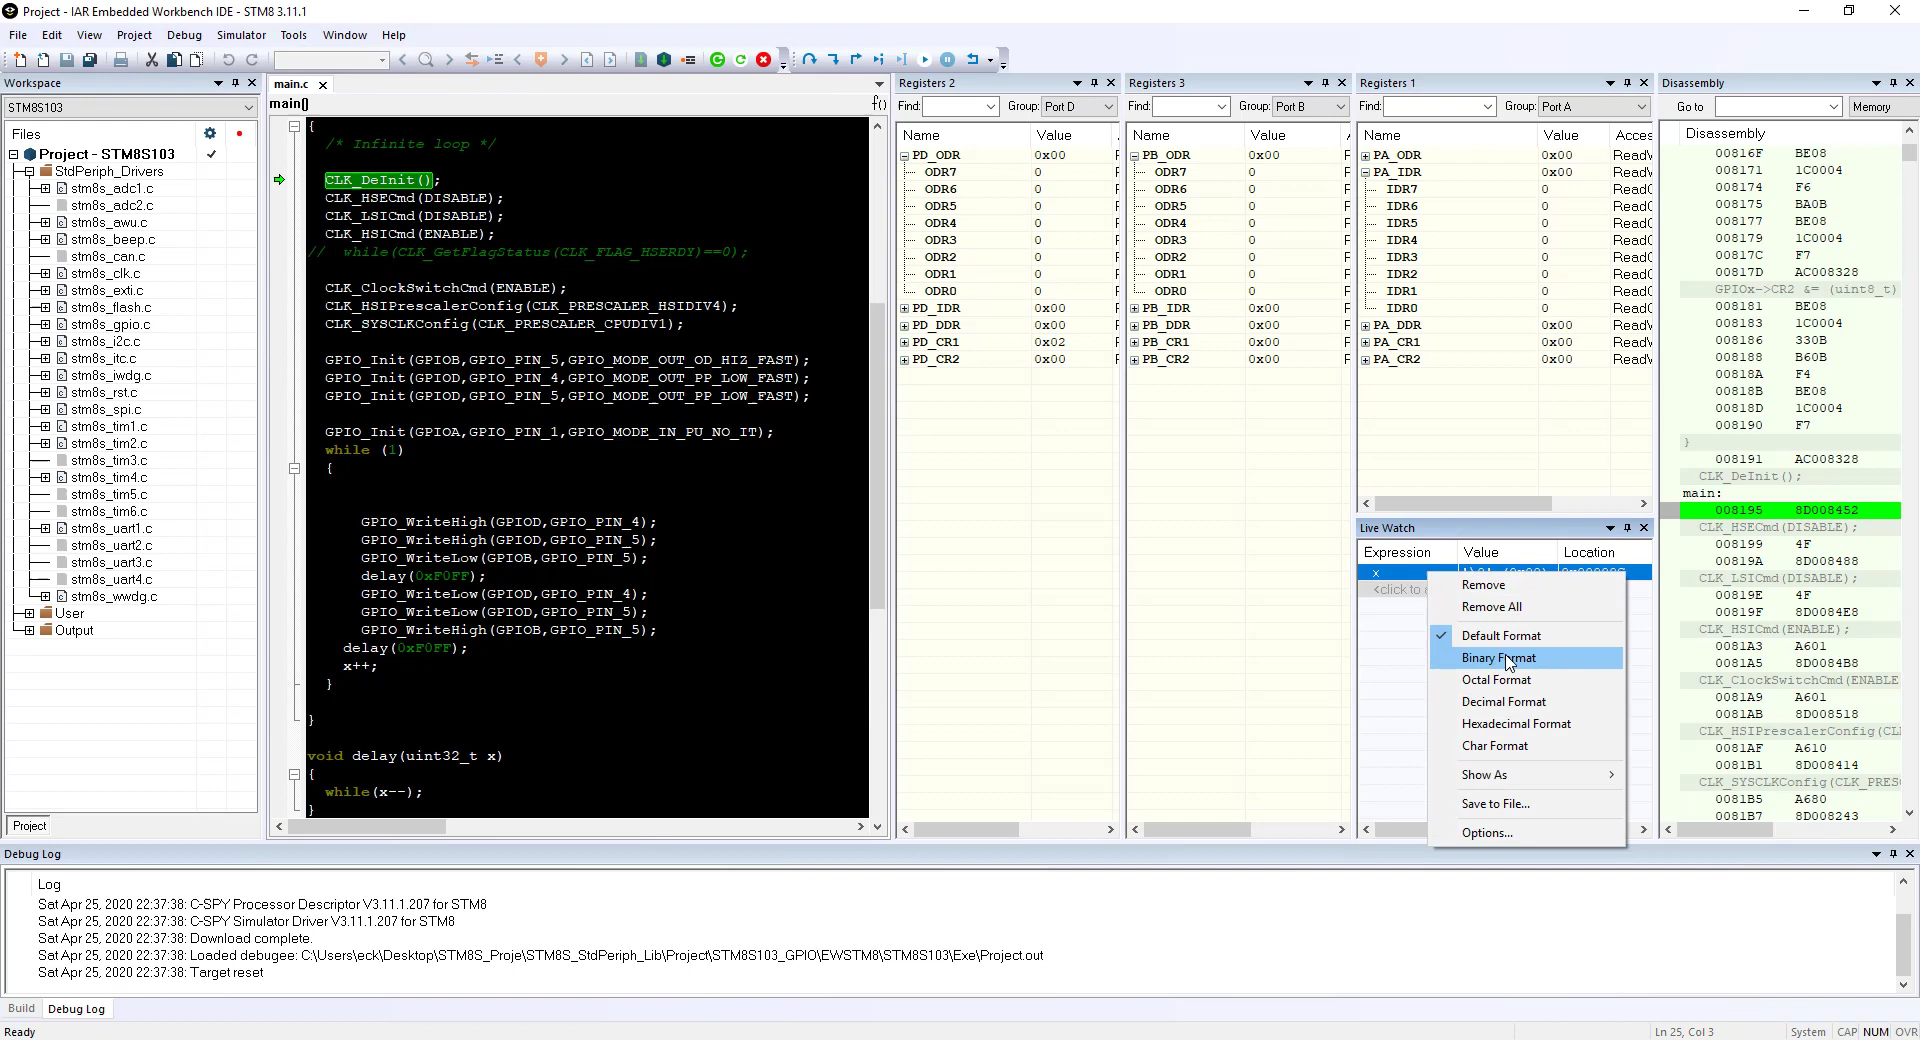 Project - IAR Embedded Workbench IDE - STM8 3.11.1
File Edit View Project Debug Simulator Tools Window Help
Workspace
STM8S103
Files
Project - STM8S103
StdPeriph_Drivers
stm8s_adc1.c
stm8s_adc2.c
stm8s_awu.c
stm8s_beep.c
stm8s_can.c
stm8s_clk.c
stm8s_exti.c
stm8s_flash.c
stm8s_gpio.c
stm8s_i2c.c
stm8s_itc.c
stm8s_iwdg.c
stm8s_rst.c
stm8s_spi.c
stm8s_tim1.c
stm8s_tim2.c
stm8s_tim3.c
stm8s_tim4.c
stm8s_tim5.c
stm8s_tim6.c
stm8s_uart1.c
stm8s_uart2.c
stm8s_uart3.c
stm8s_uart4.c
stm8s_wwdg.c
User
Output
Project
main.c
main()
f()
{
/* Infinite loop */
CLK_DeInit();
CLK_HSECmd(DISABLE);
CLK_LSICmd(DISABLE);
CLK_HSICmd(ENABLE);
// while(CLK_GetFlagStatus(CLK_FLAG_HSERDY)==0);
CLK_ClockSwitchCmd(ENABLE);
CLK_HSIPrescalerConfig(CLK_PRESCALER_HSIDIV4);
CLK_SYSCLKConfig(CLK_PRESCALER_CPUDIV1);
GPIO_Init(GPIOB,GPIO_PIN_5,GPIO_MODE_OUT_OD_HIZ_FAST);
GPIO_Init(GPIOD,GPIO_PIN_4,GPIO_MODE_OUT_PP_LOW_FAST);
GPIO_Init(GPIOD,GPIO_PIN_5,GPIO_MODE_OUT_PP_LOW_FAST);
GPIO_Init(GPIOA,GPIO_PIN_1,GPIO_MODE_IN_PU_NO_IT);
while (1)
{
GPIO_WriteHigh(GPIOD,GPIO_PIN_4);
GPIO_WriteHigh(GPIOD,GPIO_PIN_5);
GPIO_WriteLow(GPIOB,GPIO_PIN_5);
delay(0xF0FF);
GPIO_WriteLow(GPIOD,GPIO_PIN_4);
GPIO_WriteLow(GPIOD,GPIO_PIN_5);
GPIO_WriteHigh(GPIOB,GPIO_PIN_5);
delay(0xF0FF);
x++;
}
}
void delay(uint32_t x)
{
while(x--);
}
Registers 2
Find: Group: Port D
Name Value
PD_ODR 0x00
ODR7 0
ODR6 0
ODR5 0
ODR4 0
ODR3 0
ODR2 0
ODR1 0
ODR0 0
PD_IDR 0x00
PD_DDR 0x00
PD_CR1 0x02
PD_CR2 0x00
Registers 3
Find: Group: Port B
Name Value
PB_ODR 0x00
ODR7 0
ODR6 0
ODR5 0
ODR4 0
ODR3 0
ODR2 0
ODR1 0
ODR0 0
PB_IDR 0x00
PB_DDR 0x00
PB_CR1 0x00
PB_CR2 0x00
Registers 1
Find: Group: Port A
Name Value Acces
PA_ODR 0x00 Read
PA_IDR 0x00 Read
IDR7 0 Read
IDR6 0 Read
IDR5 0 Read
IDR4 0 Read
IDR3 0 Read
IDR2 0 Read
IDR1 0 Read
IDR0 0 Read
PA_DDR 0x00 Read
PA_CR1 0x00 Read
PA_CR2 0x00 Read
Live Watch
Expression Value Location
x
<click to
Remove
Remove All
Default Format
Binary Format
Octal Format
Decimal Format
Hexadecimal Format
Char Format
Show As
Save to File...
Options...
Disassembly
Go to Memory
Disassembly
00816F BE08
008171 1C0004
008174 F6
008175 BA0B
008177 BE08
008179 1C0004
00817C F7
00817D AC008328
GPIOx->CR2 &= (uint8_t)
008181 BE08
008183 1C0004
008186 330B
008188 B60B
00818A F4
00818B BE08
00818D 1C0004
008190 F7
}
008191 AC008328
CLK_DeInit();
main:
008195 8D008452
CLK_HSECmd(DISABLE);
008199 4F
00819A 8D008488
CLK_LSICmd(DISABLE);
00819E 4F
00819F 8D0084E8
CLK_HSICmd(ENABLE);
0081A3 A601
0081A5 8D0084B8
CLK_ClockSwitchCmd(ENABLE
0081A9 A601
0081AB 8D008518
CLK_HSIPrescalerConfig(CL
0081AF A610
0081B1 8D008414
CLK_SYSCLKConfig(CLK_PRES
0081B5 A680
0081B7 8D008243
Debug Log
Log
Sat Apr 25, 2020 22:37:38: C-SPY Processor Descriptor V3.11.1.207 for STM8
Sat Apr 25, 2020 22:37:38: C-SPY Simulator Driver V3.11.1.207 for STM8
Sat Apr 25, 2020 22:37:38: Download complete.
Sat Apr 25, 2020 22:37:38: Loaded debugee: C:\Users\eck\Desktop\STM8S_Proje\STM8S_StdPeriph_Lib\Project\STM8S103_GPIO\EWSTM8\STM8S103\Exe\Project.out
Sat Apr 25, 2020 22:37:38: Target reset
Build Debug Log
Ready Ln 25, Col 3 System CAP NUM OVR